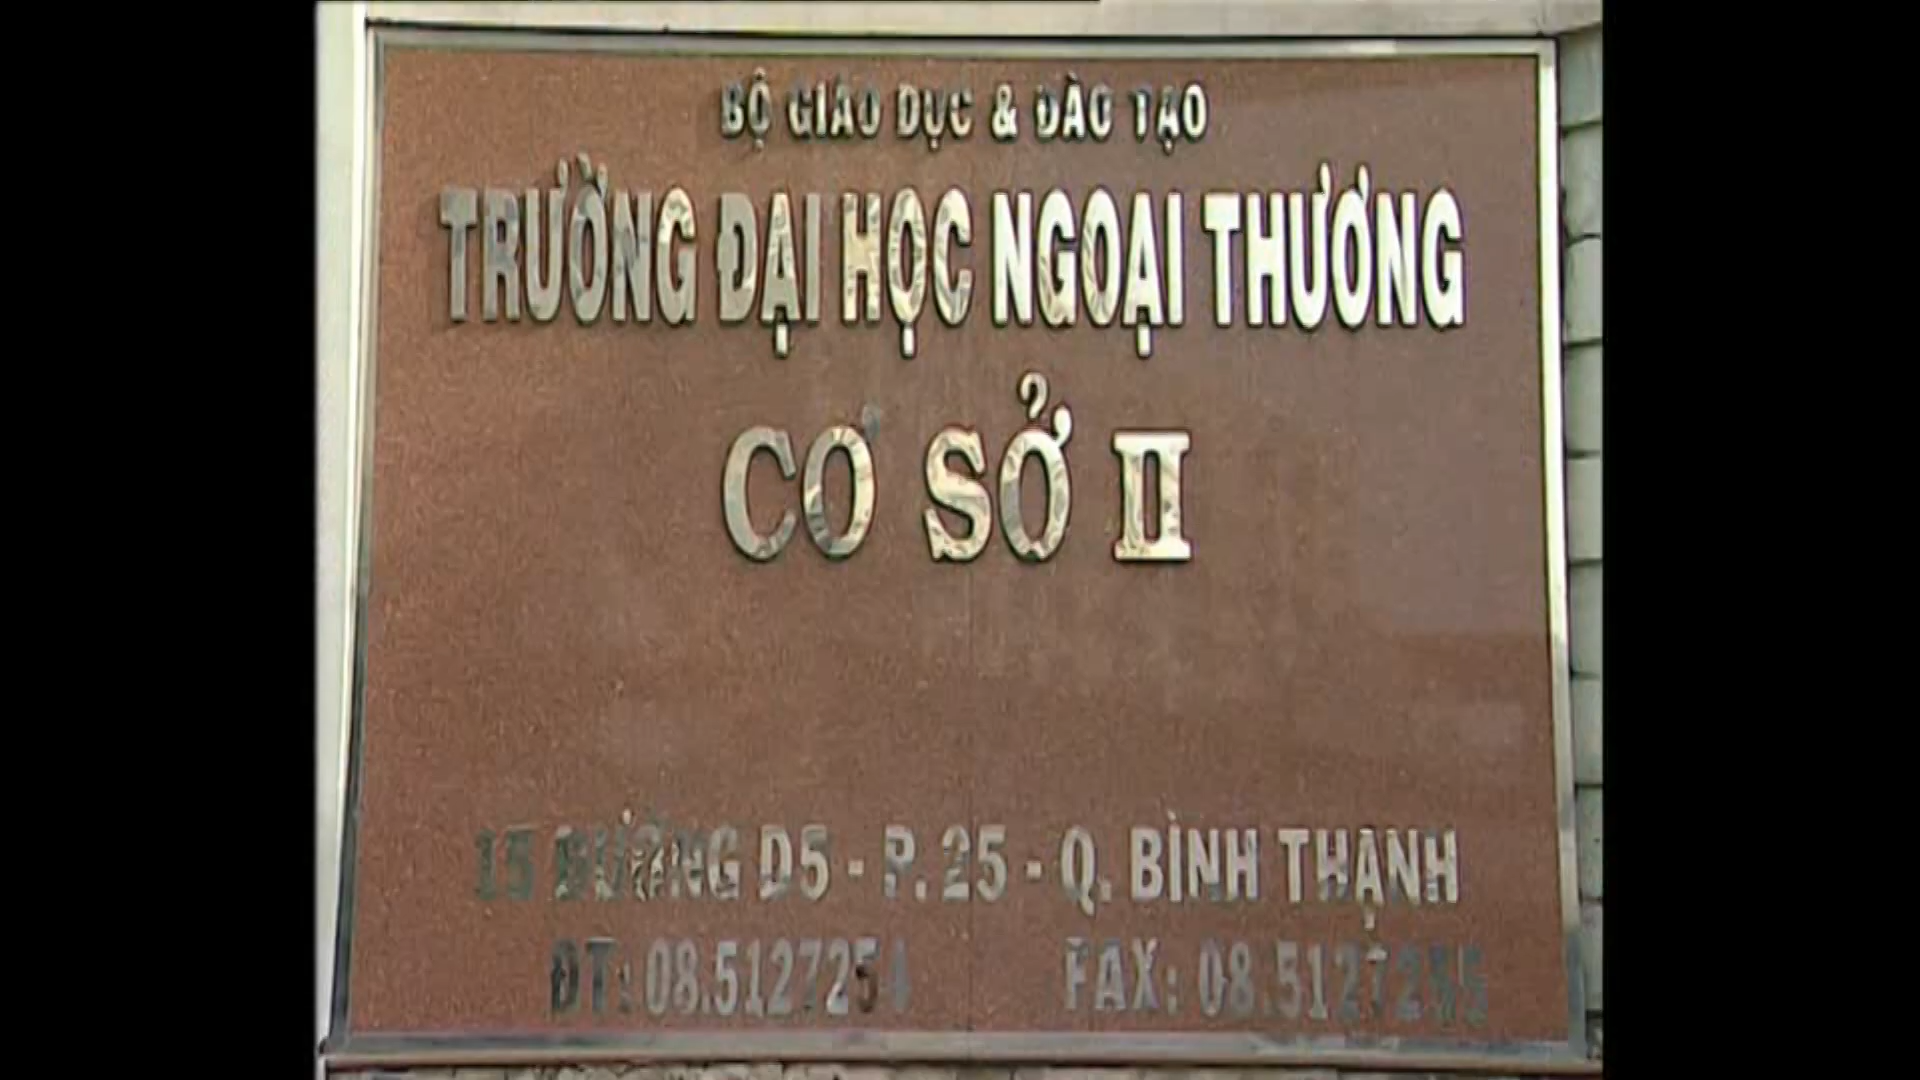 BỘ GIÁO DỤC & ĐÀO TẠO
TRƯỜNG ĐẠI HỌC NGOẠI THƯƠNG
CƠ SỞ II
15 ĐƯỜNG D5 - P. 25 - Q. BÌNH THẠNH
ĐT: 08.5127254 FAX: 08.5127255